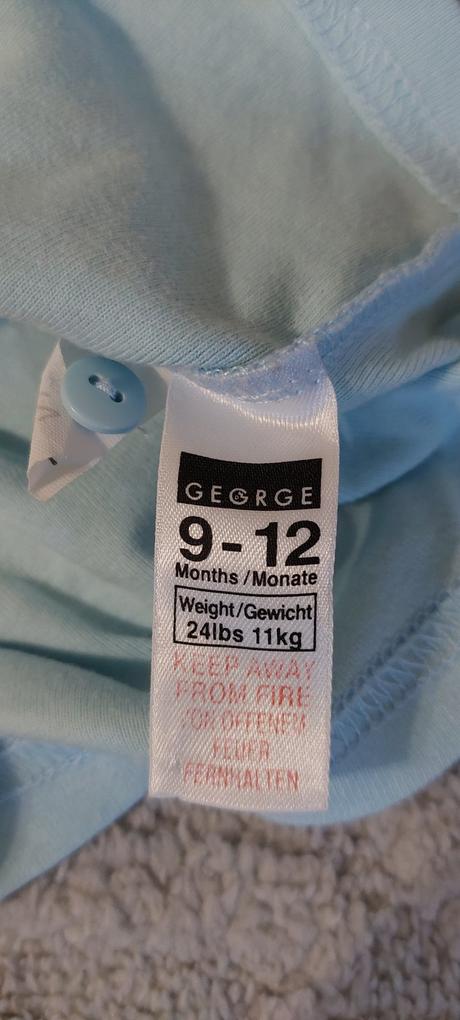 GEORGE
9-12
Months/Monate
Weight/Gewicht
24lbs 11kg
KEEP AWAY
FROM FIRE
VON OFFENEM
FEUER
FERNHALTEN